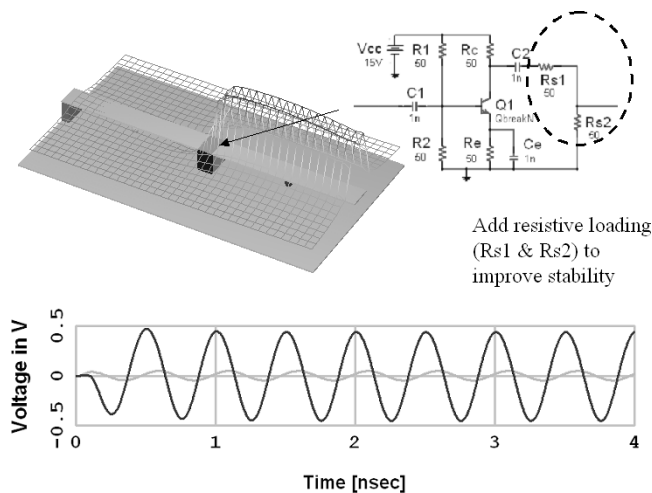 Vcc
15V
R1
50
Rc
50
C2
1n
Rs1
50
C1
1n
Q1
QbreakN
Rs2
50
R2
50
Re
50
Ce
1n
Add resistive loading
(Rs1 & Rs2) to
improve stability
Voltage in V
0.5
0
-0.5
0
1
2
3
4
Time [nsec]